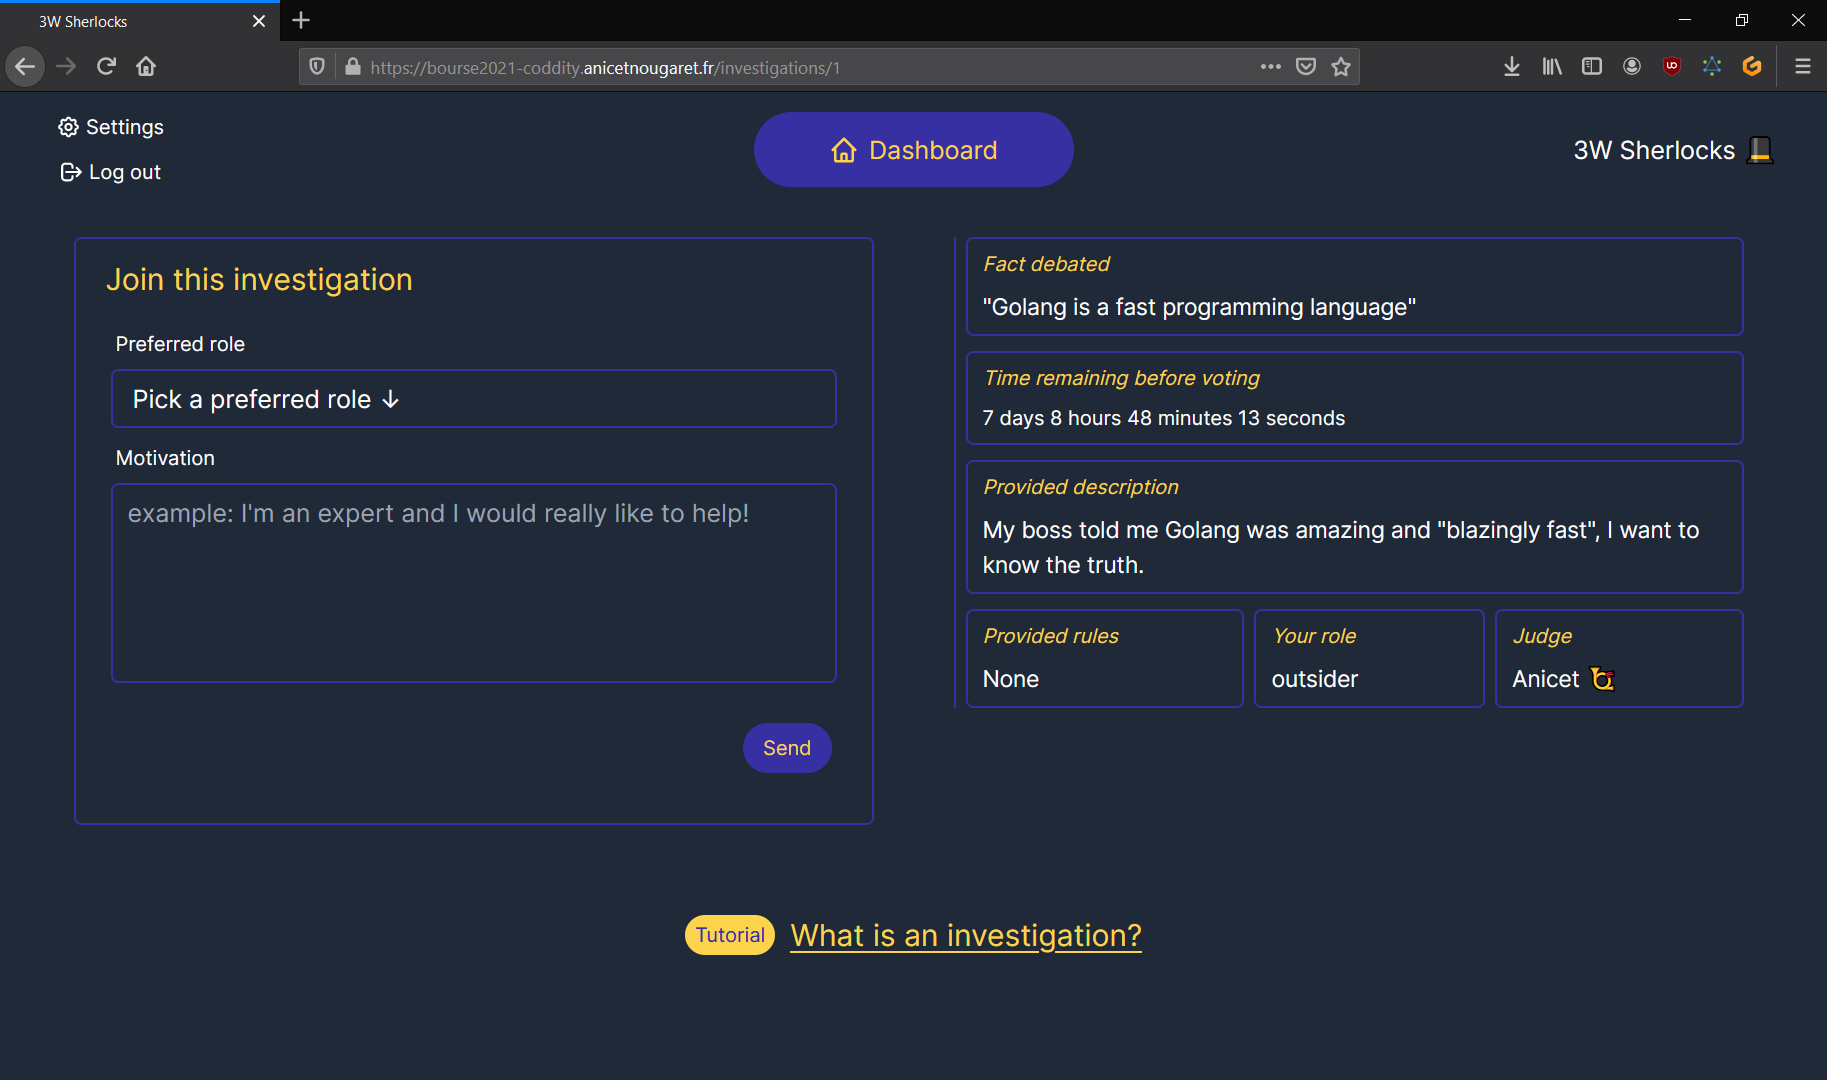 3W Sherlocks
https://bourse2021-coddity.anicetnougaret.fr/investigations/1
Settings
Log out
Dashboard
3W Sherlocks
Join this investigation
Preferred role
Pick a preferred role ↓
Motivation
example: I'm an expert and I would really like to help!
Send
Fact debated
"Golang is a fast programming language"
Time remaining before voting
7 days 8 hours 48 minutes 13 seconds
Provided description
My boss told me Golang was amazing and "blazingly fast", I want to
know the truth.
Provided rules
None
Your role
outsider
Judge
Anicet
Tutorial
What is an investigation?